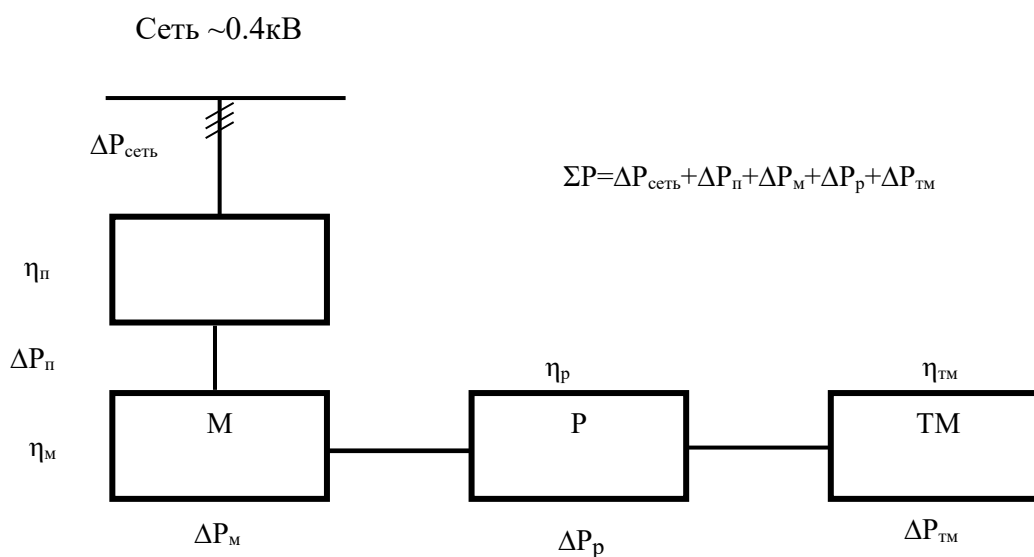 Сеть ~0.4кВ
ΔPсеть
ΣP=ΔPсеть+ΔPп+ΔPм+ΔPр+ΔPтм
ηп
ΔPп
ηр
ηтм
М
Р
ТМ
ηм
ΔPм
ΔPр
ΔPтм